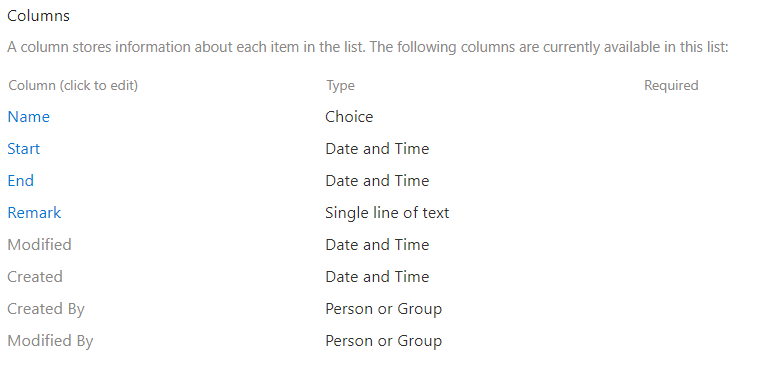 Columns
A column stores information about each item in the list. The following columns are currently available in this list:
Column (click to edit) Type Required
Name Choice
Start Date and Time
End Date and Time
Remark Single line of text
Modified Date and Time
Created Date and Time
Created By Person or Group
Modified By Person or Group